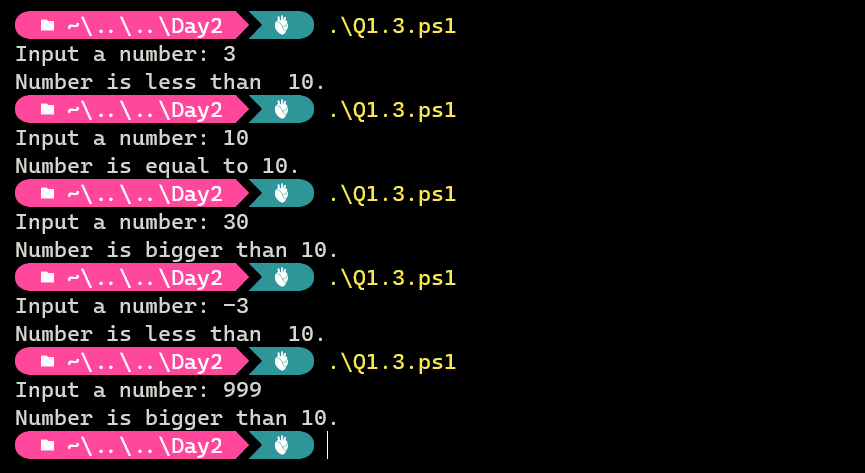 ~\..\..\Day2 .\Q1.3.ps1
Input a number: 3
Number is less than  10.
~\..\..\Day2 .\Q1.3.ps1
Input a number: 10
Number is equal to 10.
~\..\..\Day2 .\Q1.3.ps1
Input a number: 30
Number is bigger than 10.
~\..\..\Day2 .\Q1.3.ps1
Input a number: -3
Number is less than  10.
~\..\..\Day2 .\Q1.3.ps1
Input a number: 999
Number is bigger than 10.
~\..\..\Day2